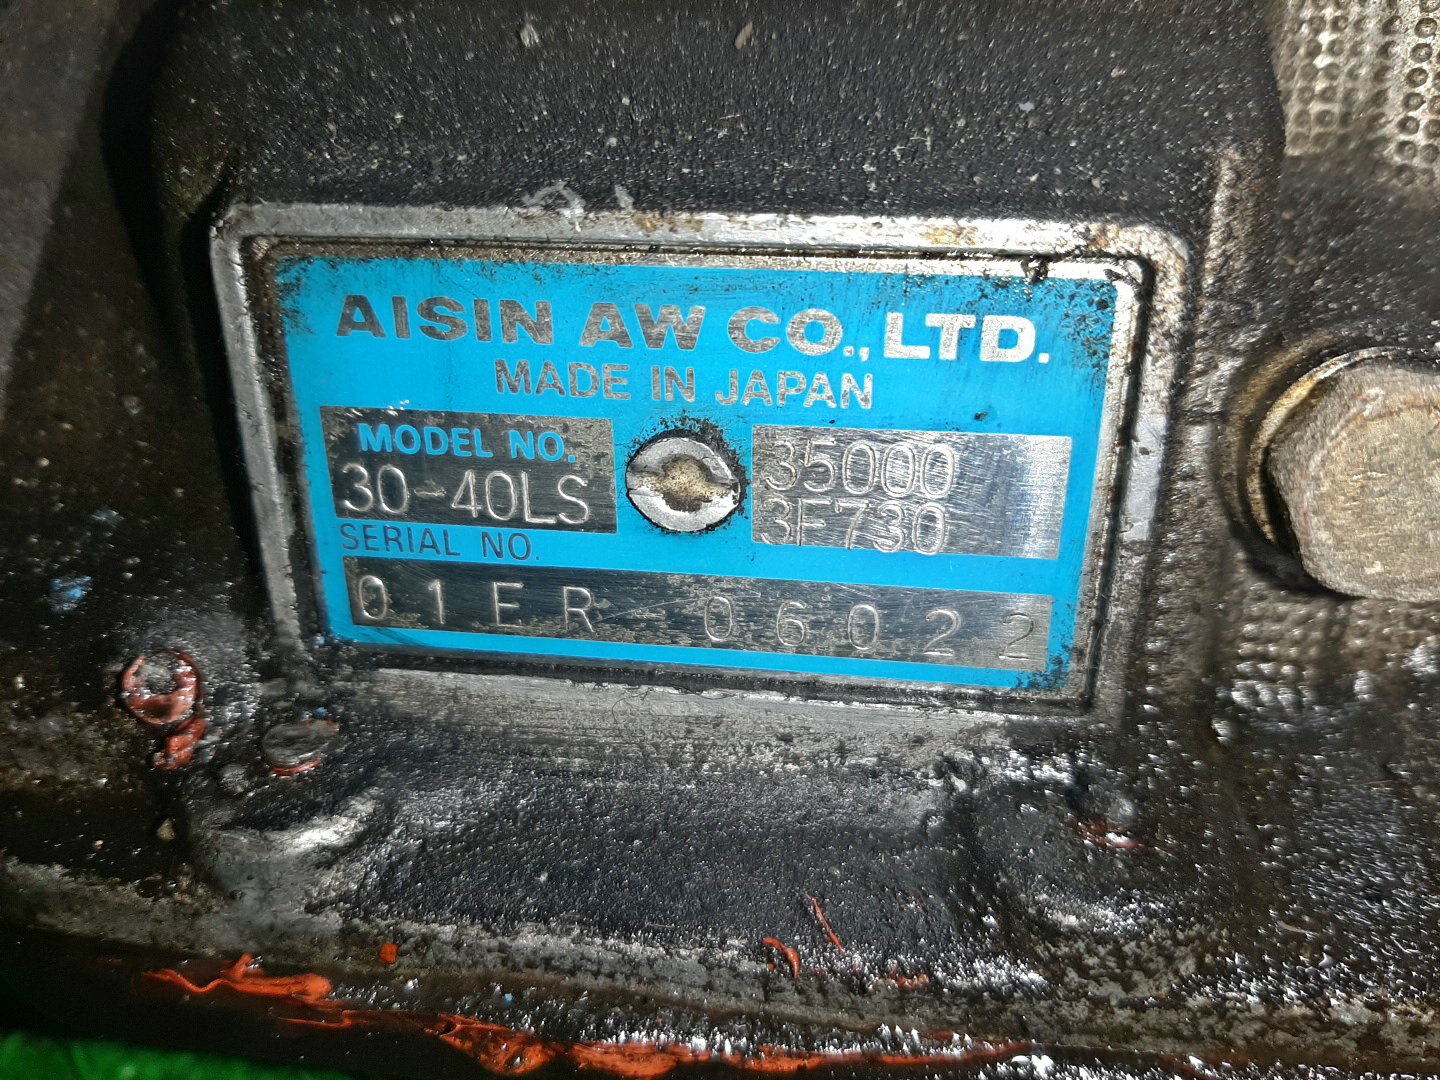 AISIN AW CO., LTD.
MADE IN JAPAN
MODEL NO.
30-40LS
35000
3F730
SERIAL NO.
01ER 06022